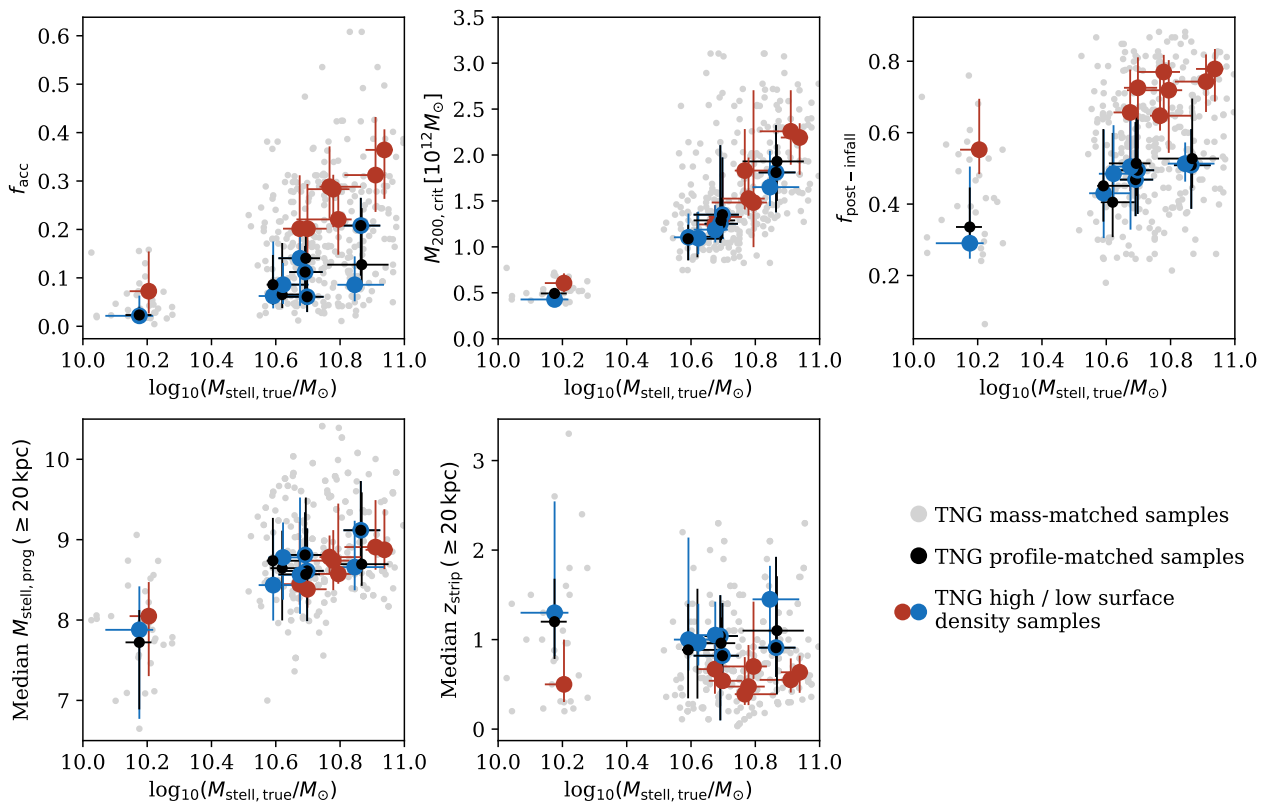 0.6
0.5
0.4
0.3
0.2
0.1
0.0
f_acc
10.0 10.2 10.4 10.6 10.8 11.0
log10(M_stell, true/M_⊙)
3.5
3.0
2.5
2.0
1.5
1.0
0.5
0.0
M_200, crit [10^12 M_⊙]
10.0 10.2 10.4 10.6 10.8 11.0
log10(M_stell, true/M_⊙)
0.8
0.6
0.4
0.2
f_post−infall
10.0 10.2 10.4 10.6 10.8 11.0
log10(M_stell, true/M_⊙)
10
9
8
7
Median M_stell, prog (≥ 20 kpc)
10.0 10.2 10.4 10.6 10.8 11.0
log10(M_stell, true/M_⊙)
3
2
1
0
Median z_strip (≥ 20 kpc)
10.0 10.2 10.4 10.6 10.8 11.0
log10(M_stell, true/M_⊙)
TNG mass-matched samples
TNG profile-matched samples
TNG high / low surface
density samples